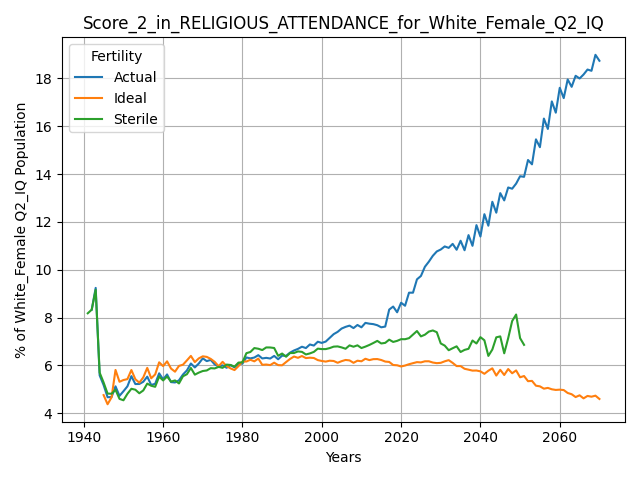 Score_2_in_RELIGIOUS_ATTENDANCE_for_White_Female_Q2_IQ
Fertility
Actual
Ideal
Sterile
% of White_Female Q2_IQ Population
18
16
14
12
10
8
6
4
1940 1960 1980 2000 2020 2040 2060
Years